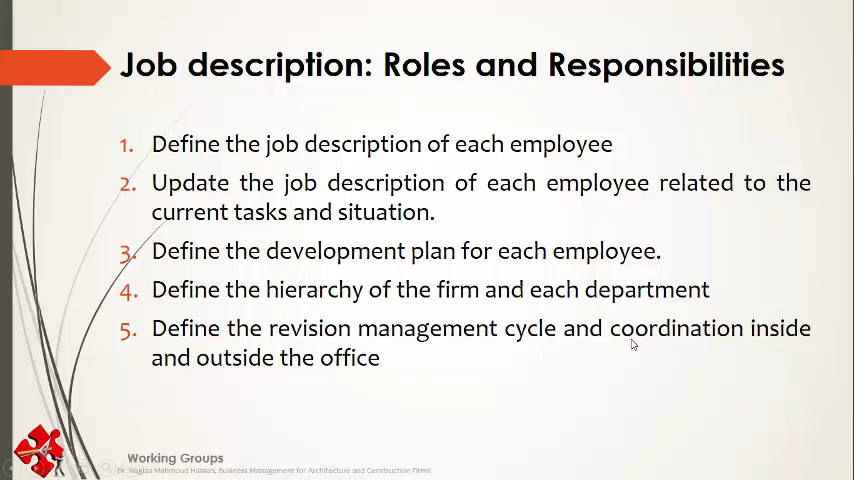 Job description: Roles and Responsibilities
1. Define the job description of each employee
2. Update the job description of each employee related to the
current tasks and situation.
3. Define the development plan for each employee.
4. Define the hierarchy of the firm and each department
5. Define the revision management cycle and coordination inside
and outside the office
Working Groups
Dr. Naglaa Mahmoud Hassan, Business Management for Architecture and Construction Firms